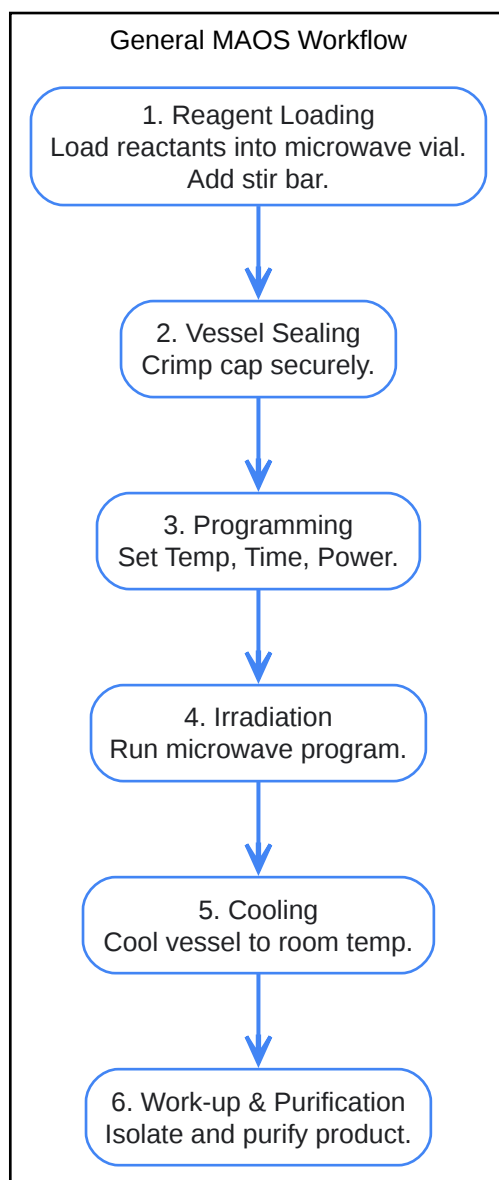 General MAOS Workflow
1. Reagent Loading
Load reactants into microwave vial.
Add stir bar.
2. Vessel Sealing
Crimp cap securely.
3. Programming
Set Temp, Time, Power.
4. Irradiation
Run microwave program.
5. Cooling
Cool vessel to room temp.
6. Work-up & Purification
Isolate and purify product.